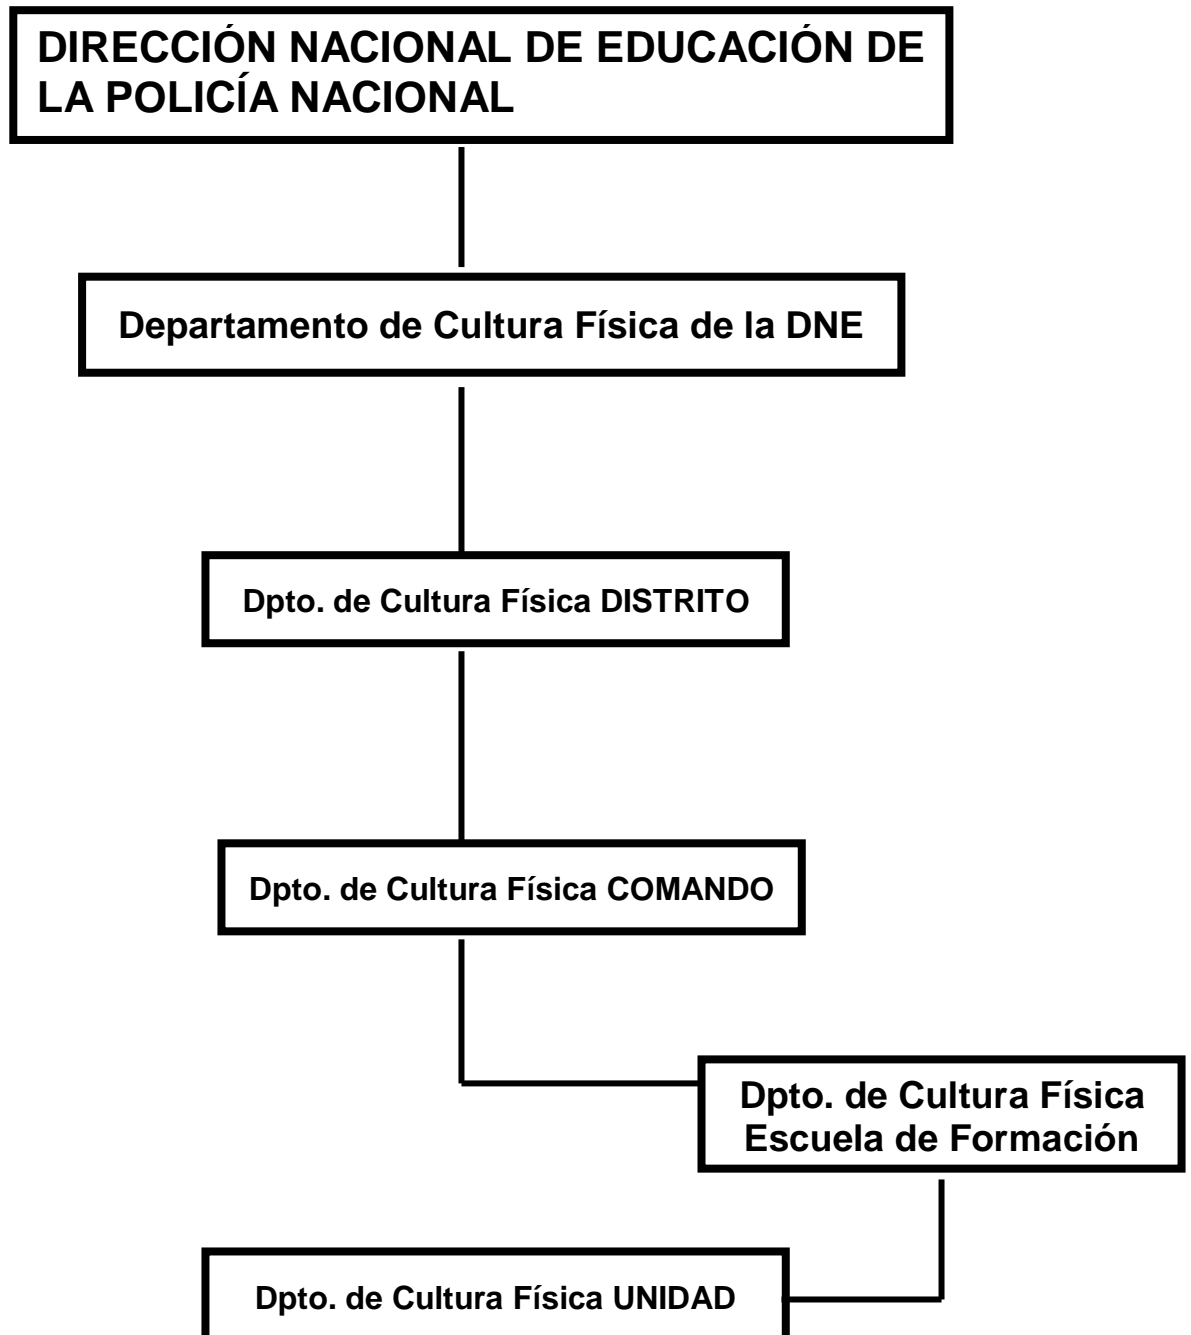 DIRECCIÓN NACIONAL DE EDUCACIÓN DE
LA POLICÍA NACIONAL
Departamento de Cultura Física de la DNE
Dpto. de Cultura Física DISTRITO
Dpto. de Cultura Física COMANDO
Dpto. de Cultura Física
Escuela de Formación
Dpto. de Cultura Física UNIDAD